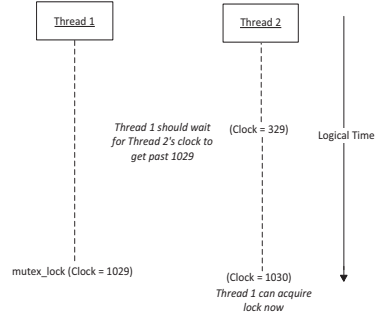 Thread 1
Thread 2
Thread 1 should wait
for Thread 2's clock to
get past 1029
(Clock = 329)
Logical Time
mutex_lock (Clock = 1029)
(Clock = 1030)
Thread 1 can acquire
lock now